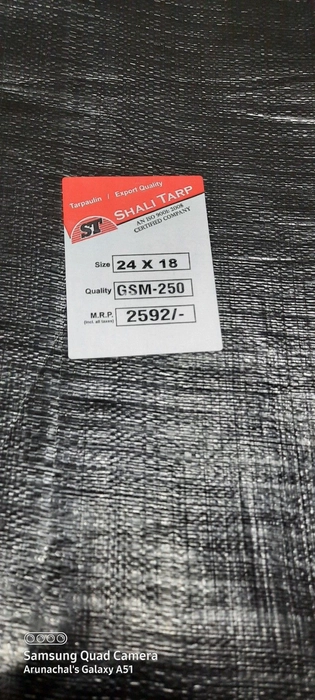 Tarpaulin / Export Quality
SHALI TARP
AN ISO 9001: 2008
CERTIFIED COMPANY
ST
Size 24 X 18
Quality GSM-250
M.R.P. 2592/-
(Incl. all taxes)
Samsung Quad Camera
Arunachal's Galaxy A51